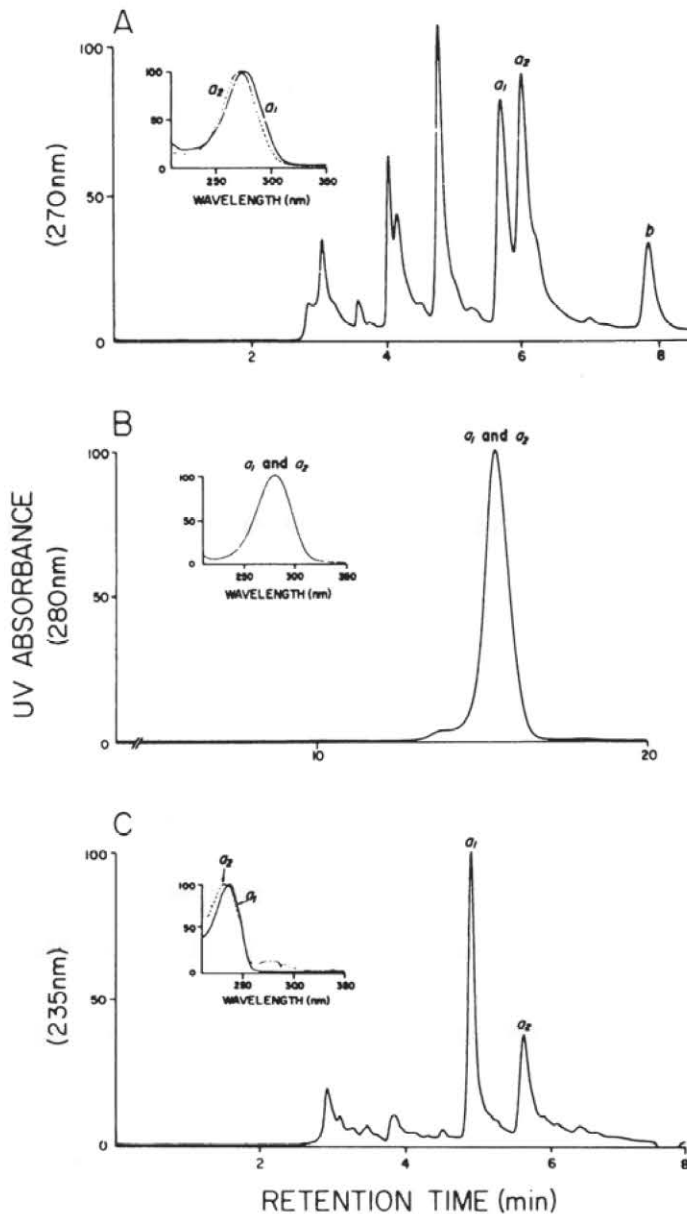 A
100
50
0
(270nm)
a₂
a₁
100
50
0
250 300 350
WAVELENGTH (nm)
a₁
a₂
b
2 4 6 8
B
100
50
0
UV ABSORBANCE
(280nm)
a₁ and a₂
100
50
0
250 300 350
WAVELENGTH (nm)
a₁ and a₂
10 20
C
100
50
0
(235nm)
a₂
a₁
100
50
0
250 300 350
WAVELENGTH (nm)
a₁
a₂
2 4 6 8
RETENTION TIME (min)